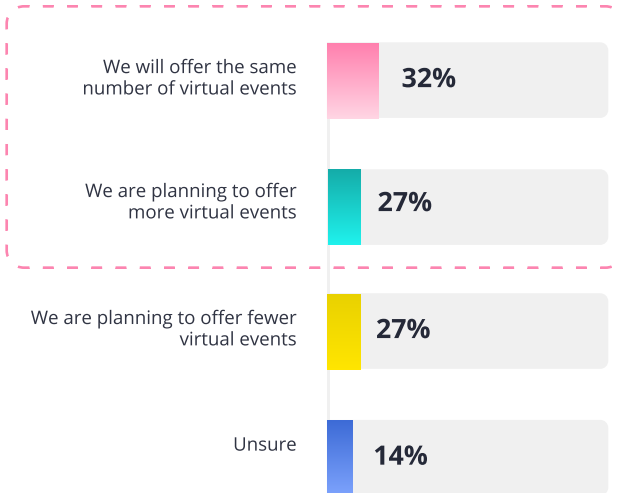 We will offer the same
number of virtual events
32%
We are planning to offer
more virtual events
27%
We are planning to offer fewer
virtual events
27%
Unsure
14%